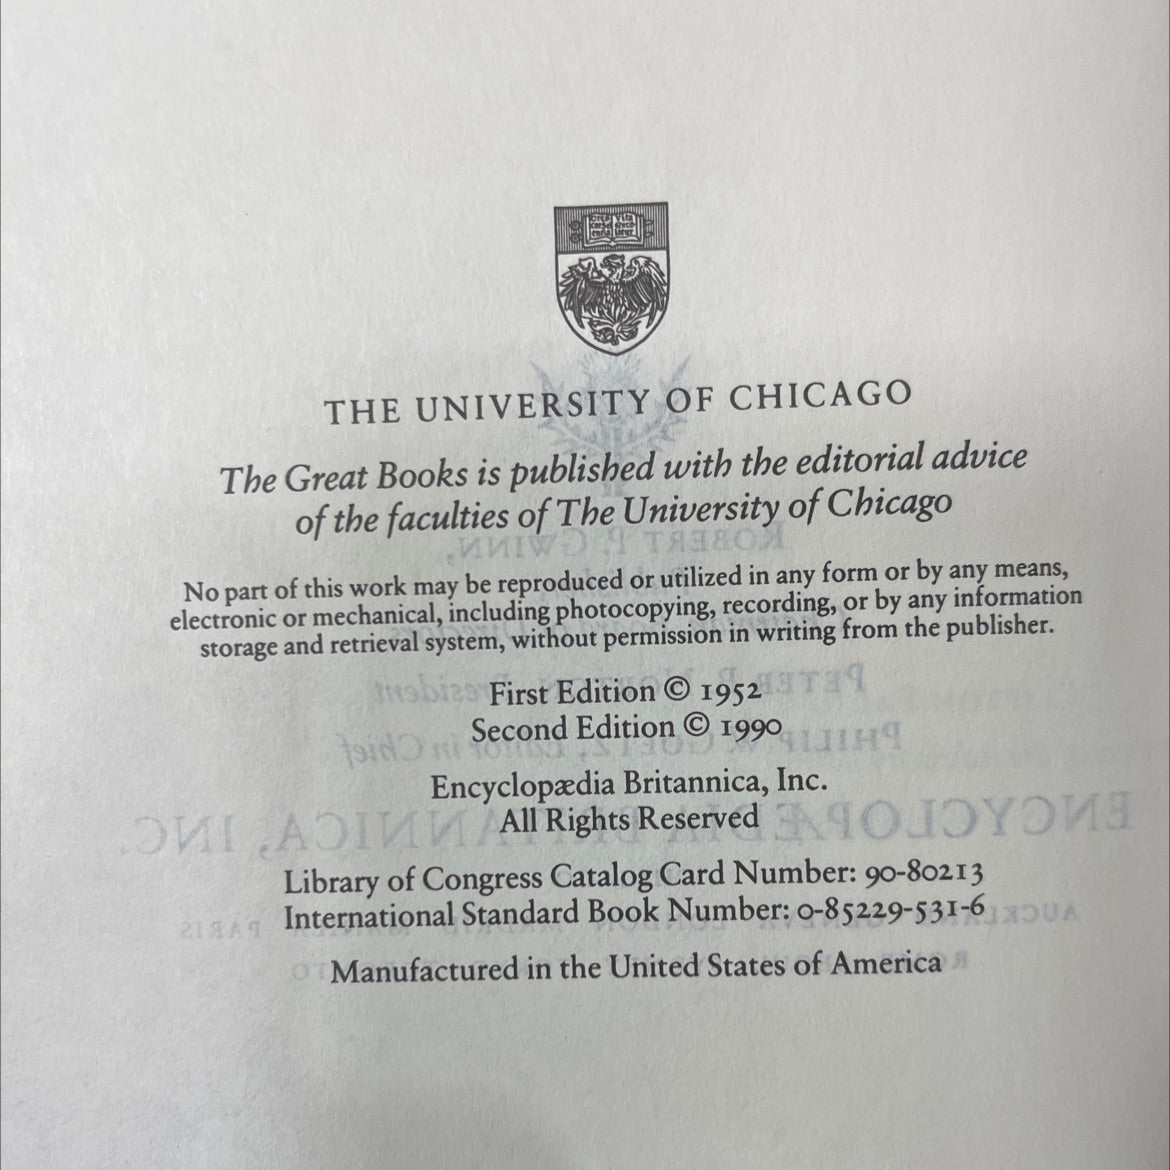 THE UNIVERSITY OF CHICAGO
The Great Books is published with the editorial advice
of the faculties of The University of Chicago
No part of this work may be reproduced or utilized in any form or by any means,
electronic or mechanical, including photocopying, recording, or by any information
storage and retrieval system, without permission in writing from the publisher.
First Edition © 1952
Second Edition © 1990
Encyclopædia Britannica, Inc.
All Rights Reserved
Library of Congress Catalog Card Number: 90-80213
International Standard Book Number: 0-85229-531-6
Manufactured in the United States of America